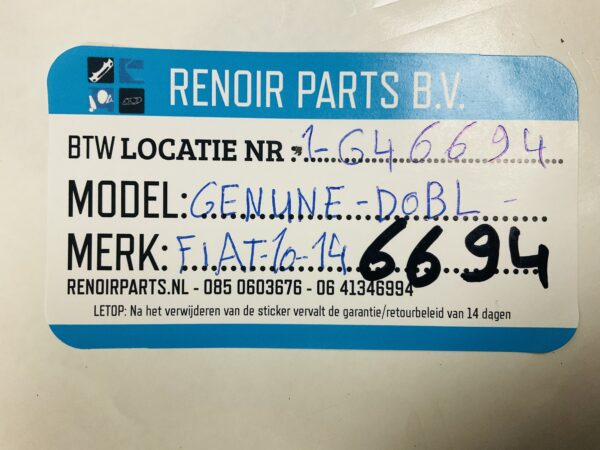 RENOIR PARTS B.V.
BTW LOCATIE NR : 1-G46694
MODEL: GENUNE-DOBL-
MERK: FIAT-10-14 6694
RENOIRPARTS.NL - 085 0603676 - 06 41346994
LETOP: Na het verwijderen van de sticker vervalt de garantie/retourbeleid van 14 dagen